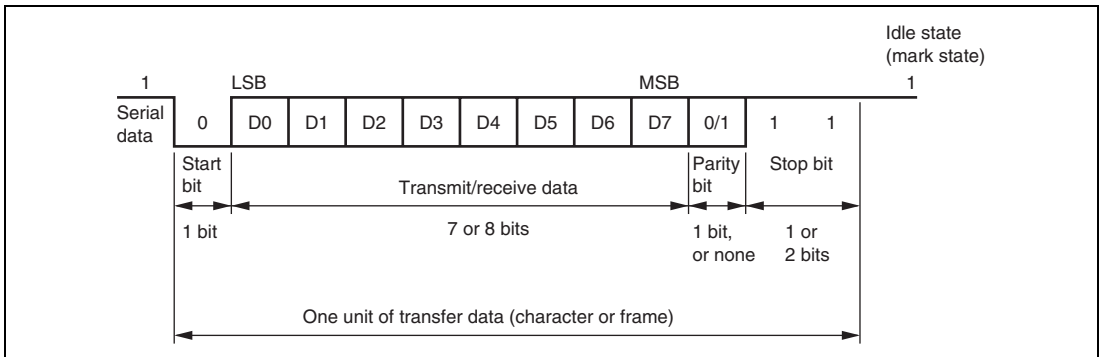 Idle state
(mark state)
1 LSB MSB 1
Serial
data
0 D0 D1 D2 D3 D4 D5 D6 D7 0/1 1 1
Start
bit
Transmit/receive data
Parity
bit
Stop bit
1 bit
7 or 8 bits
1 bit,
or none
1 or
2 bits
One unit of transfer data (character or frame)